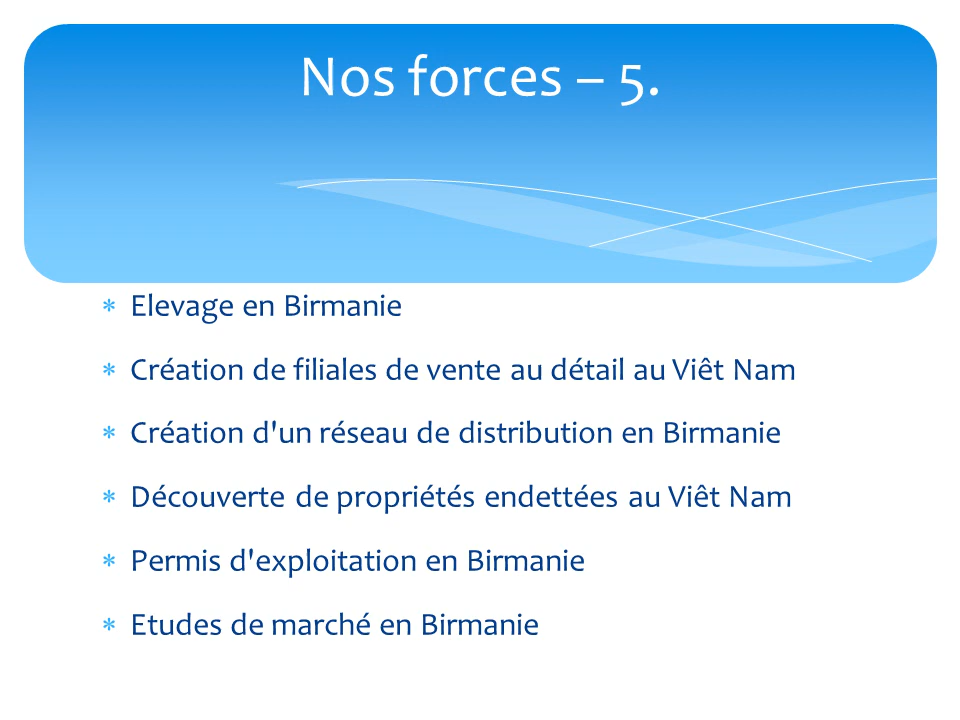 Nos forces – 5.
* Elevage en Birmanie
* Création de filiales de vente au détail au Viêt Nam
* Création d'un réseau de distribution en Birmanie
* Découverte de propriétés endettées au Viêt Nam
* Permis d'exploitation en Birmanie
* Etudes de marché en Birmanie